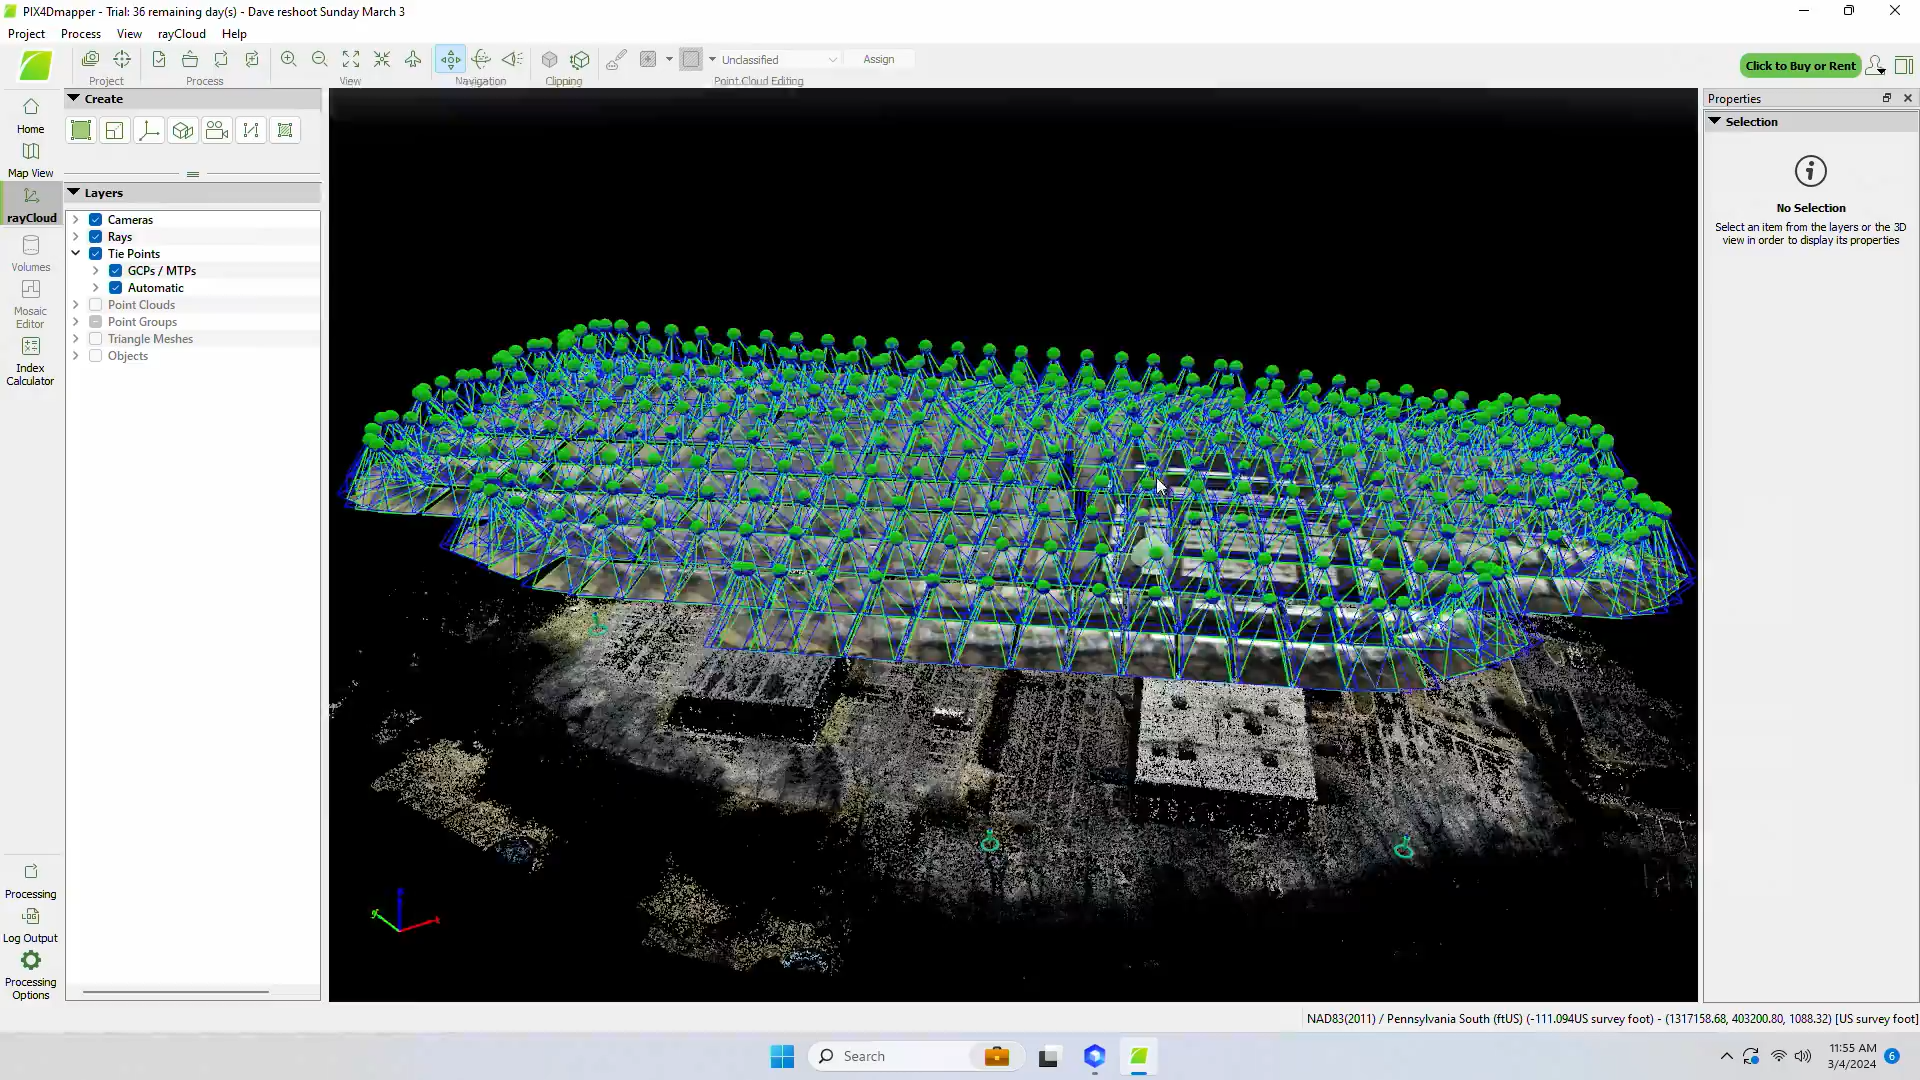 PIX4Dmapper - Trial: 36 remaining day(s) - Dave reshoot Sunday March 3
Project Process View rayCloud Help
Unclassified
Assign
Project Process View Navigation Clipping Point Cloud Editing
Click to Buy or Rent
Create
Home
Map View
rayCloud
Volumes
Mosaic
Editor
Index
Calculator
Layers
Cameras
Rays
Tie Points
GCPs / MTPs
Automatic
Point Clouds
Point Groups
Triangle Meshes
Objects
Properties
Selection
No Selection
Select an item from the layers or the 3D
view in order to display its properties
Processing
Log Output
Processing
Options
NAD83(2011) / Pennsylvania South (ftUS) (-111.094US survey foot) - (1317158.68, 403200.80, 1088.32) [US survey foot]
Search
11:55 AM
3/4/2024
6